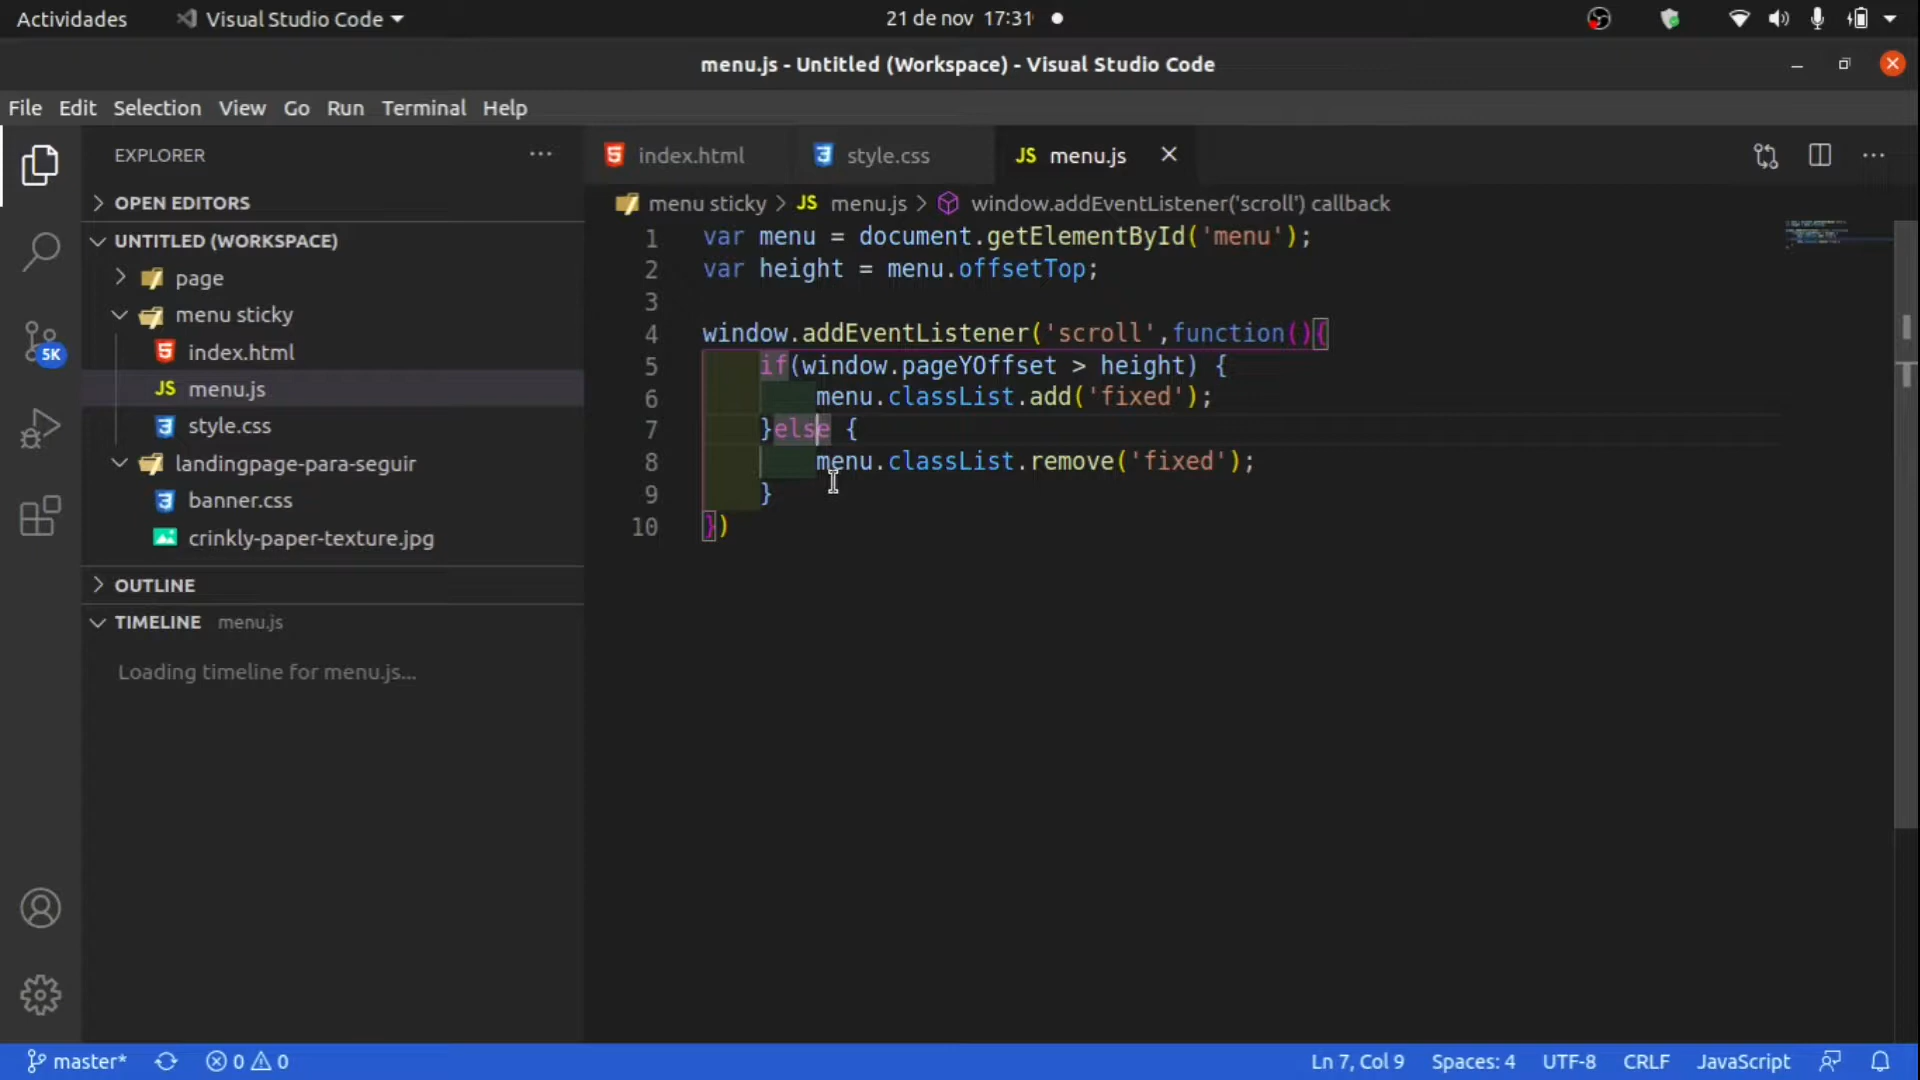 Actividades
Visual Studio Code
21 de nov 17:31
menu.js - Untitled (Workspace) - Visual Studio Code
File Edit Selection View Go Run Terminal Help
EXPLORER
OPEN EDITORS
UNTITLED (WORKSPACE)
page
menu sticky
index.html
JS menu.js
style.css
landingpage-para-seguir
banner.css
crinkly-paper-texture.jpg
OUTLINE
TIMELINE menu.js
Loading timeline for menu.js...
5K
index.html
style.css
JS menu.js
menu sticky > JS menu.js > window.addEventListener('scroll') callback
1 var menu = document.getElementById('menu');
2 var height = menu.offsetTop;
3
4 window.addEventListener('scroll',function(){
5 if(window.pageYOffset > height) {
6 menu.classList.add('fixed');
7 }else {
8 menu.classList.remove('fixed');
9 }
10 })
master* 0 0 Ln 7, Col 9 Spaces: 4 UTF-8 CRLF JavaScript